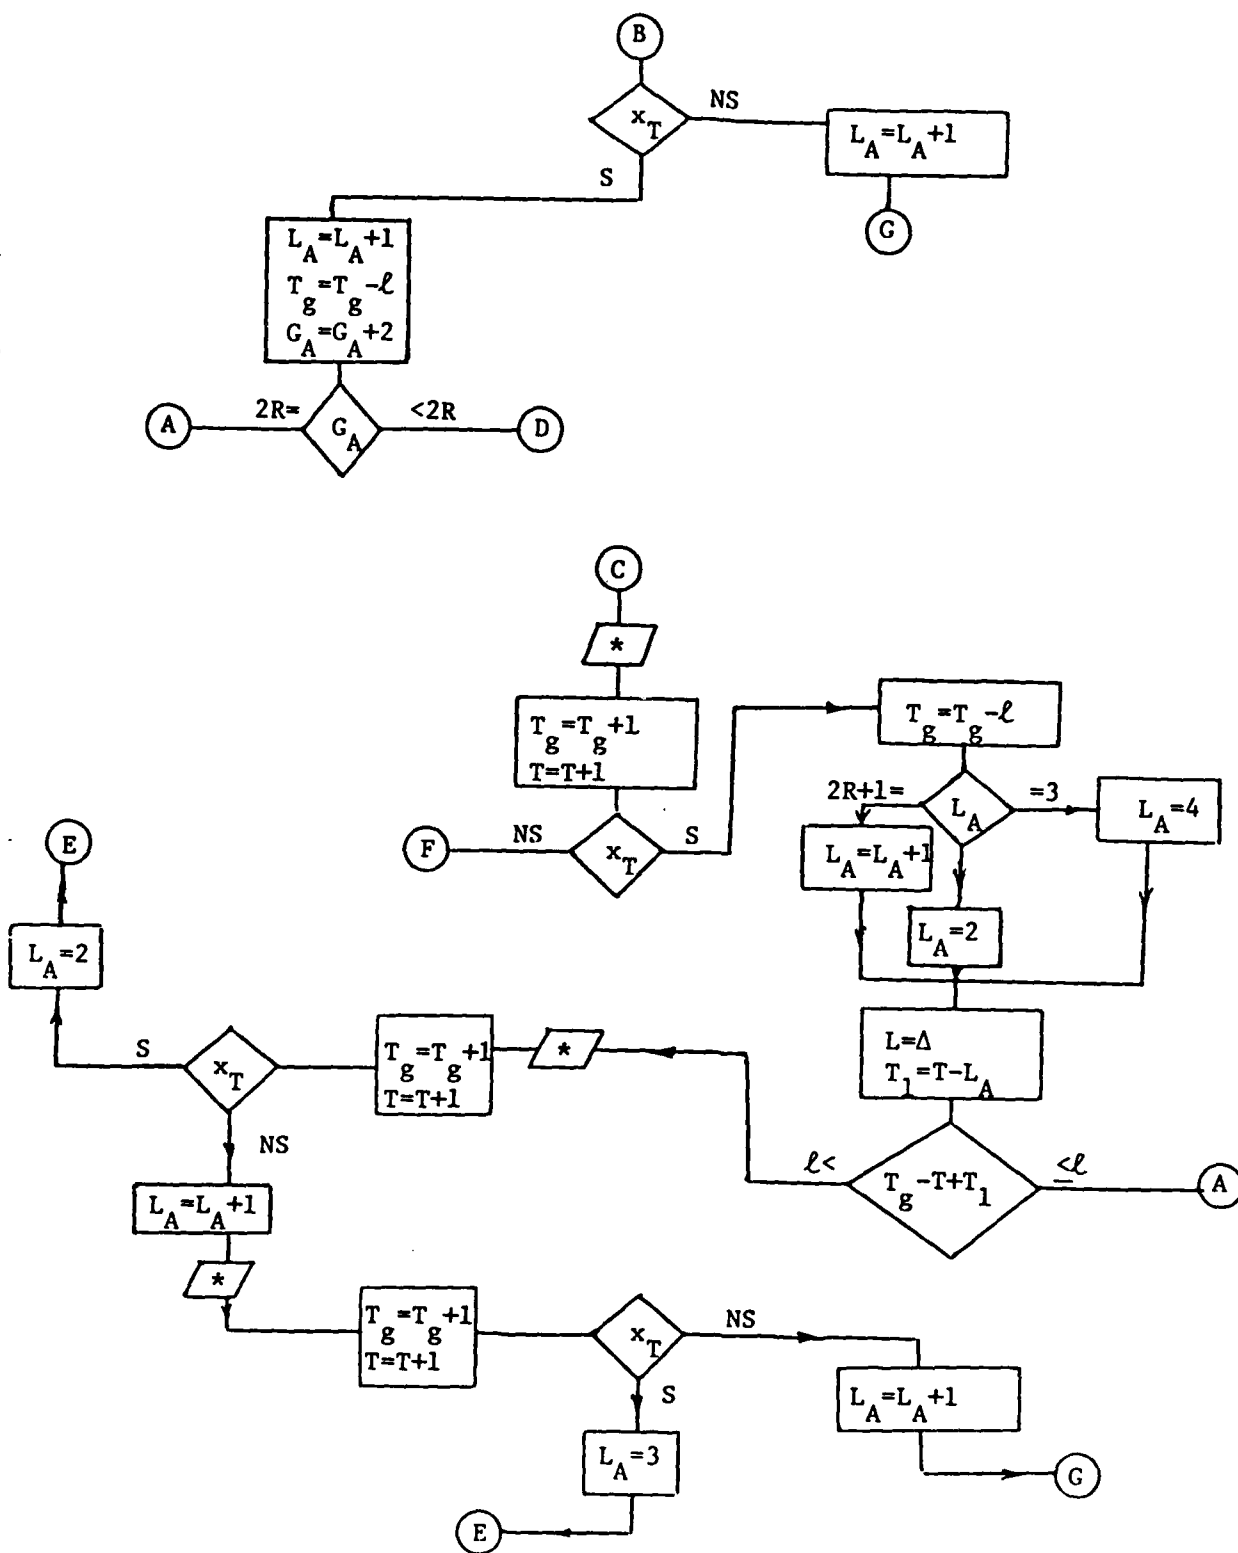 B
x_T
NS
L_A=L_A+1
G
S
L_A=L_A+1
T_g=T_g-ℓ
G_A=G_A+2
A
2R=
G_A
<2R
D
C
*
T_g=T_g+1
T=T+1
F
NS
x_T
S
T_g=T_g-ℓ
2R+1=
L_A
=3
L_A=4
L_A=L_A+1
L_A=2
L=Δ
T_1=T-L_A
ℓ<
T_g-T+T_1
≤ℓ
A
*
T_g=T_g+1
T=T+1
x_T
S
L_A=2
E
NS
L_A=L_A+1
*
T_g=T_g+1
T=T+1
x_T
NS
L_A=L_A+1
G
S
L_A=3
E